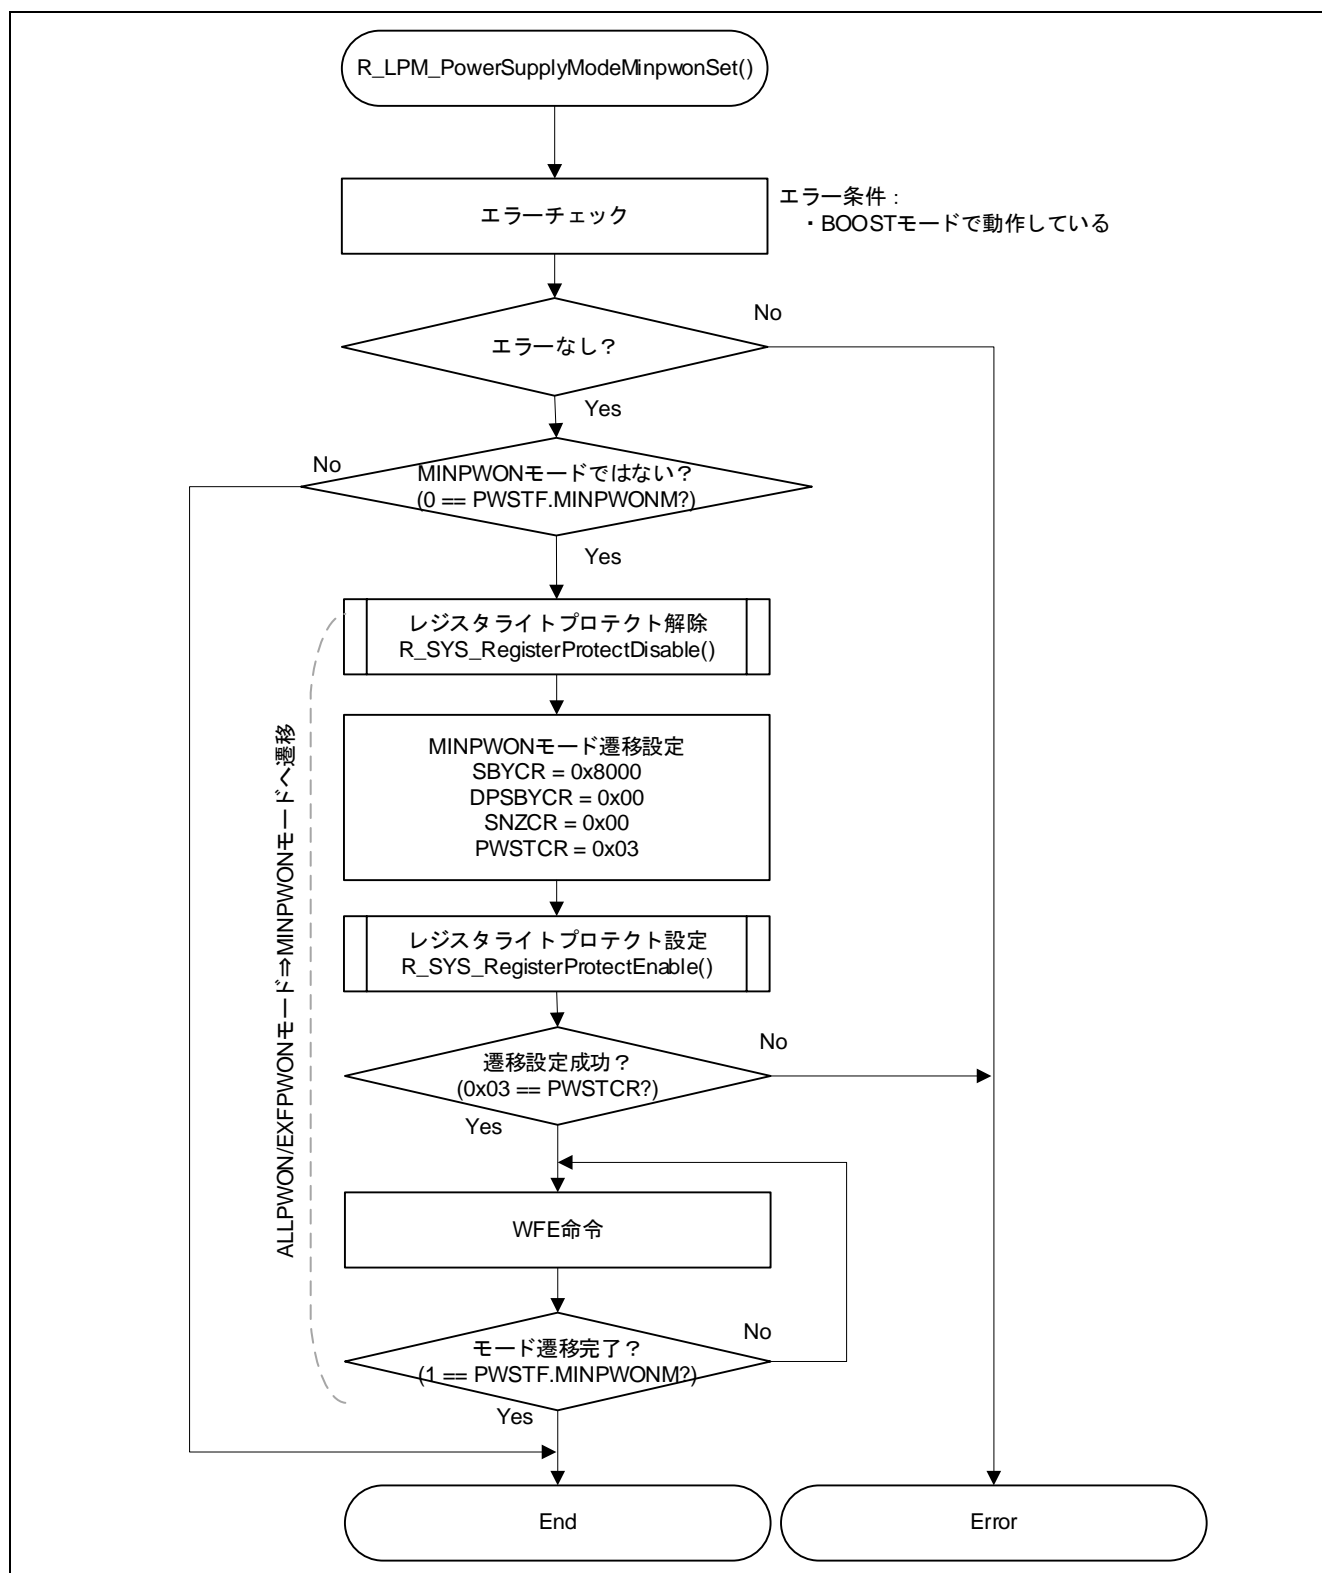 R_LPM_PowerSupplyModeMinpwonSet()
エラーチェック
エラー条件：
・BOOSTモードで動作している
エラーなし？
No
Yes
MINPWONモードではない？
(0 == PWSTF.MINPWONM?)
No
Yes
レジスタライトプロテクト解除
R_SYS_RegisterProtectDisable()
ALLPWON/EXFPWONモード⇒MINPWONモードへ遷移
MINPWONモード遷移設定
SBYCR = 0x8000
DPSBYCR = 0x00
SNZCR = 0x00
PWSTCR = 0x03
レジスタライトプロテクト設定
R_SYS_RegisterProtectEnable()
遷移設定成功？
(0x03 == PWSTCR?)
No
Yes
WFE命令
モード遷移完了？
(1 == PWSTF.MINPWONM?)
No
Yes
End
Error